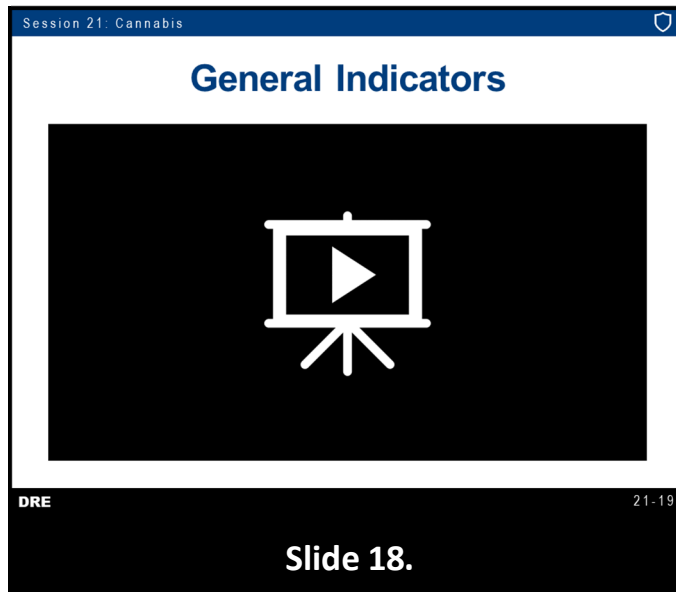 Session 21: Cannabis
General Indicators
DRE
21-19
Slide 18.